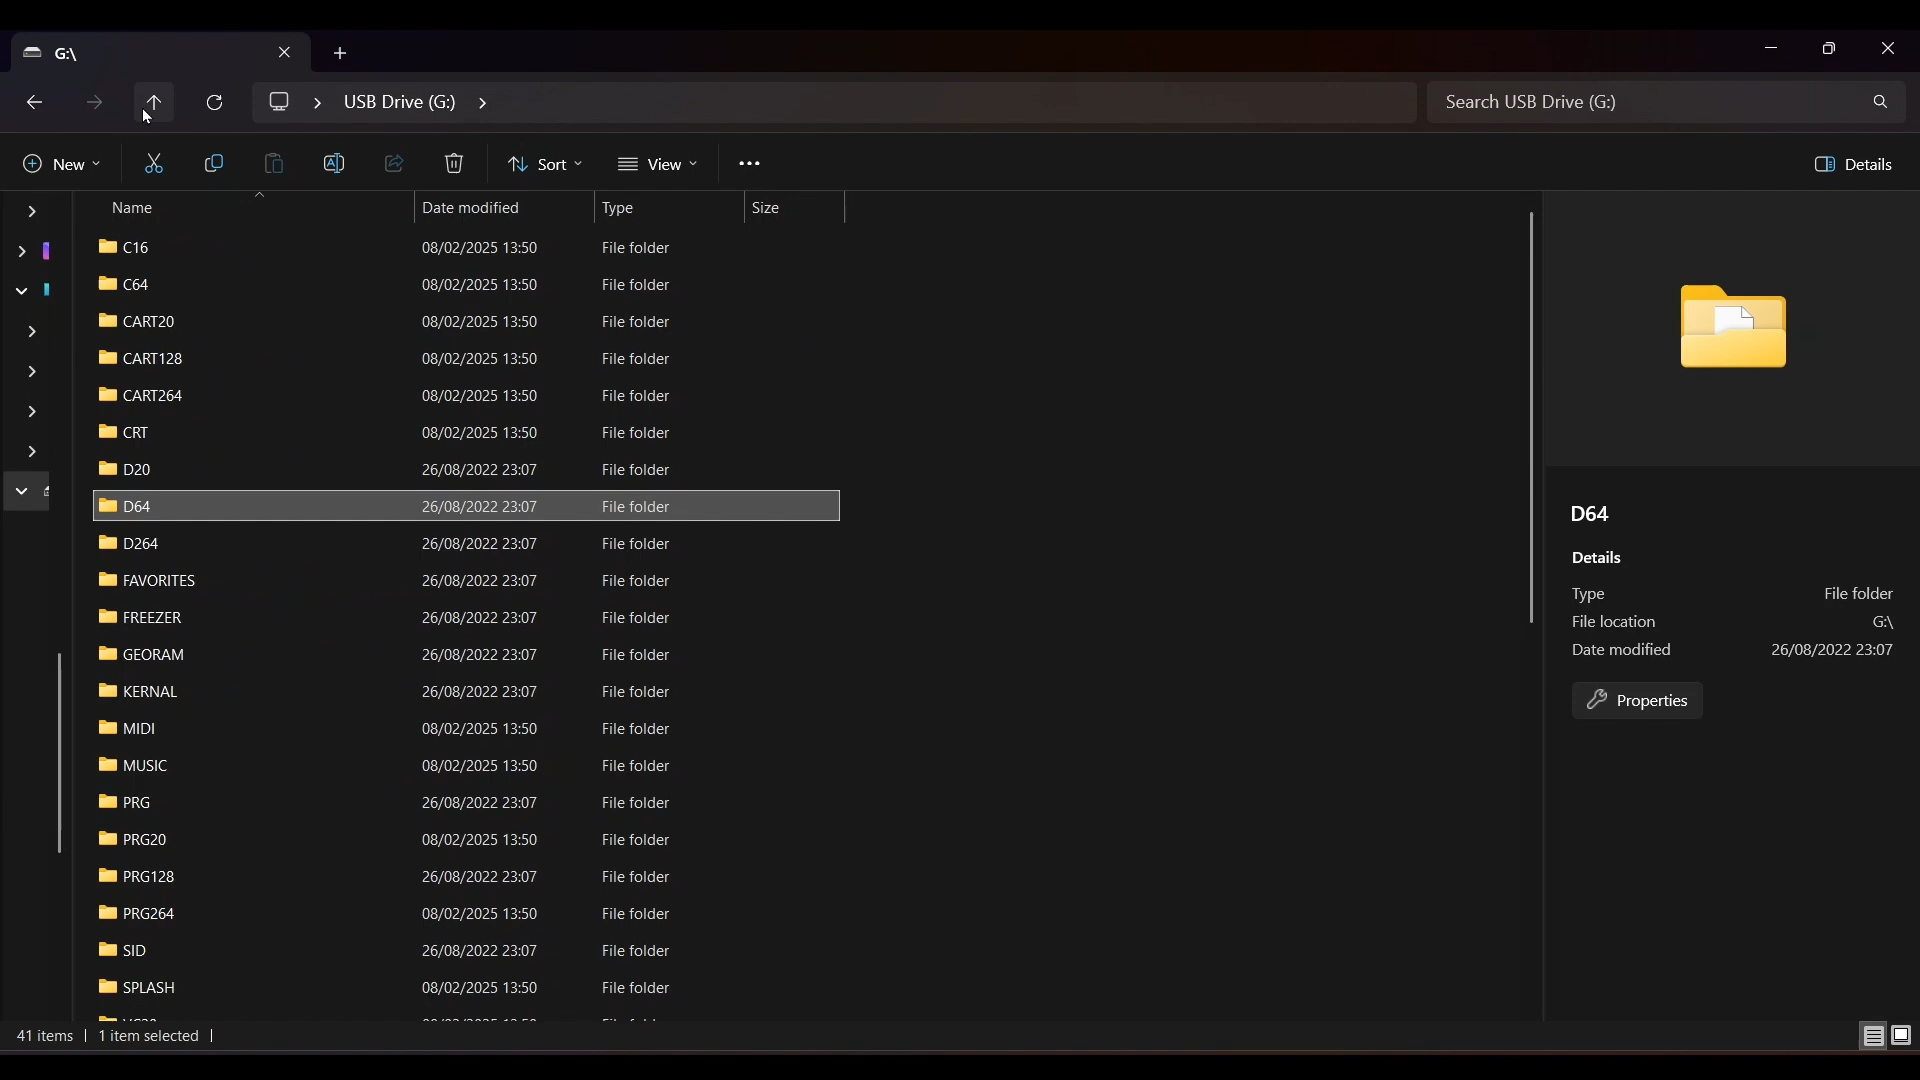 G:\
USB Drive (G:)
Search USB Drive (G:)
New
Sort
View
Details
Name Date modified Type Size
C16 08/02/2025 13:50 File folder
C64 08/02/2025 13:50 File folder
CART20 08/02/2025 13:50 File folder
CART128 08/02/2025 13:50 File folder
CART264 08/02/2025 13:50 File folder
CRT 08/02/2025 13:50 File folder
D20 26/08/2022 23:07 File folder
D64 26/08/2022 23:07 File folder
D264 26/08/2022 23:07 File folder
FAVORITES 26/08/2022 23:07 File folder
FREEZER 26/08/2022 23:07 File folder
GEORAM 26/08/2022 23:07 File folder
KERNAL 26/08/2022 23:07 File folder
MIDI 08/02/2025 13:50 File folder
MUSIC 08/02/2025 13:50 File folder
PRG 26/08/2022 23:07 File folder
PRG20 08/02/2025 13:50 File folder
PRG128 26/08/2022 23:07 File folder
PRG264 08/02/2025 13:50 File folder
SID 26/08/2022 23:07 File folder
SPLASH 08/02/2025 13:50 File folder
D64
Details
Type File folder
File location G:\
Date modified 26/08/2022 23:07
Properties
41 items
1 item selected